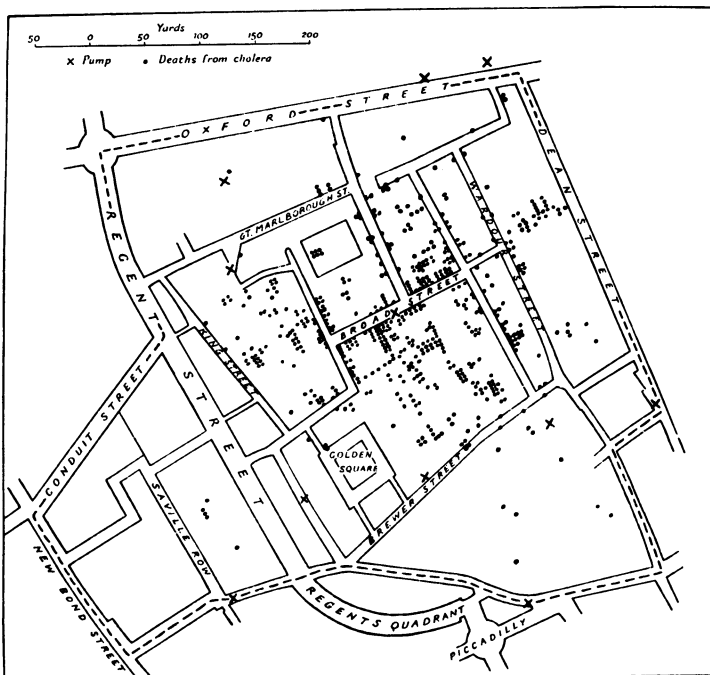 Yards
50 0 50 100 150 200
x Pump • Deaths from cholera
OXFORD STREET
REGENT STREET
GT. MARLBOROUGH ST.
WARDOUR STREET
DEAN STREET
BROAD STREET
KING STREET
CONDUIT STREET
GOLDEN
SQUARE
BREWER STREET
SAVILLE ROW
NEW BOND STREET
REGENTS QUADRANT
PICCADILLY